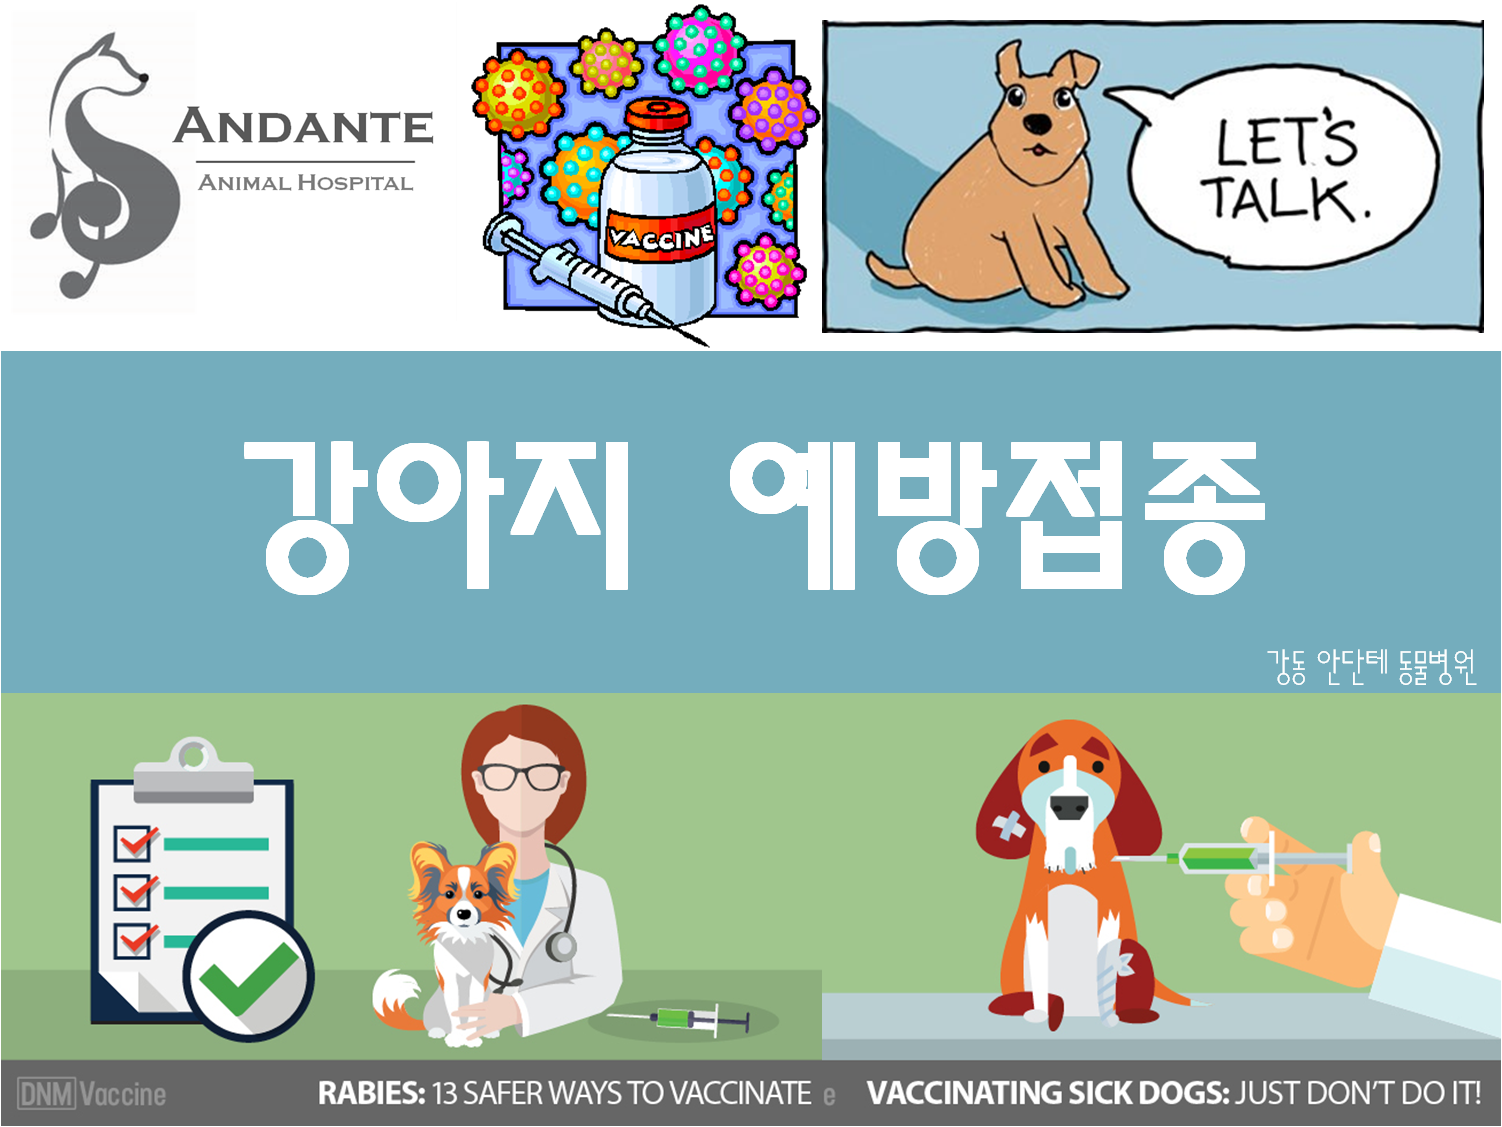 ANDANTE
ANIMAL HOSPITAL
VACCINE
LET'S
TALK.
강아지 예방접종
강동 안단테 동물병원
DNM Vaccine
RABIES: 13 SAFER WAYS TO VACCINATE e
VACCINATING SICK DOGS: JUST DON'T DO IT!